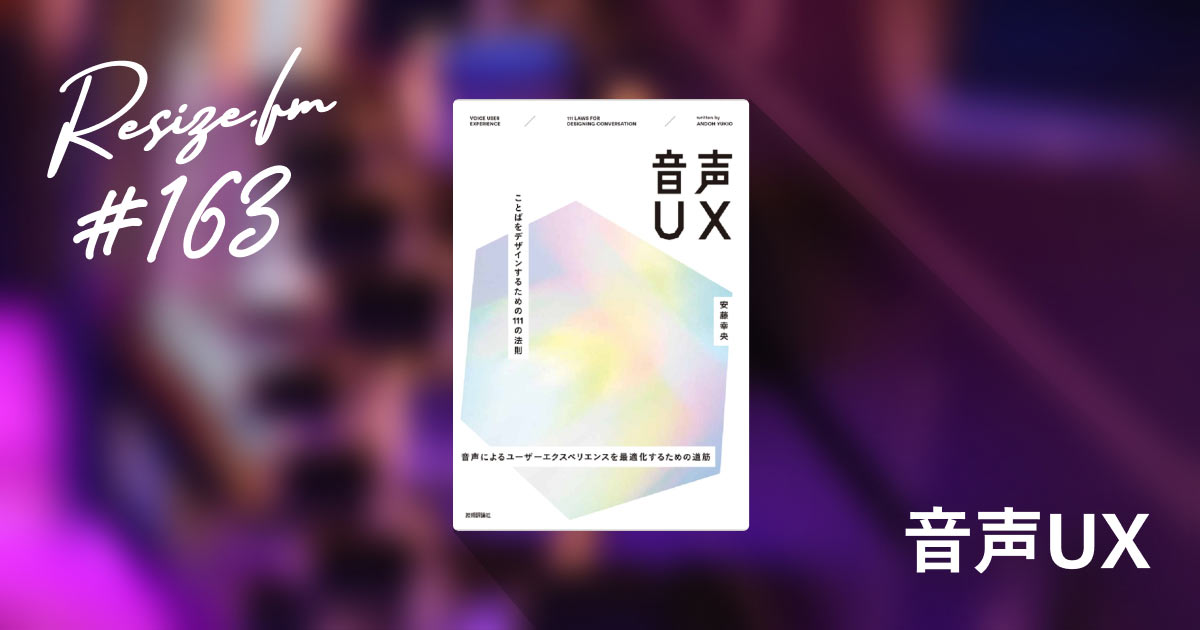 Resize.fm
#163
VOICE USER
EXPERIENCE
111 LAWS FOR
DESIGNING CONVERSATION
written by
ANDOH YUKIO
音声
UX
ことばをデザインするための111の法則
安藤幸央
音声によるユーザーエクスペリエンスを最適化するための道筋
技術評論社
音声UX